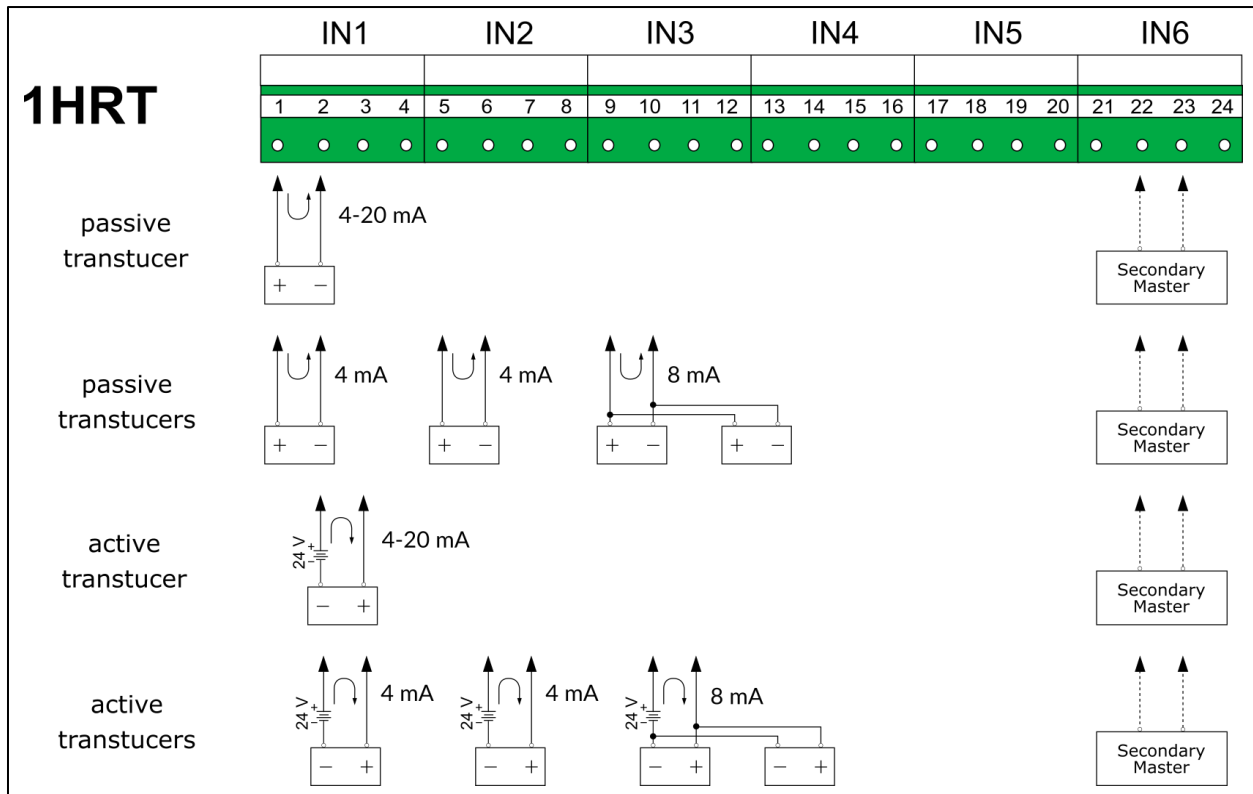 IN1 IN2 IN3 IN4 IN5 IN6
1HRT
1 2 3 4 5 6 7 8 9 10 11 12 13 14 15 16 17 18 19 20 21 22 23 24
passive
transtucer
4-20 mA
+ −
Secondary
Master
passive
transtucers
4 mA 4 mA 8 mA
+ − + − + − + −
Secondary
Master
active
transtucer
24 V + −
4-20 mA
− +
Secondary
Master
active
transtucers
24 V + − 4 mA 24 V + − 4 mA 24 V + − 8 mA
− + − + − + − +
Secondary
Master